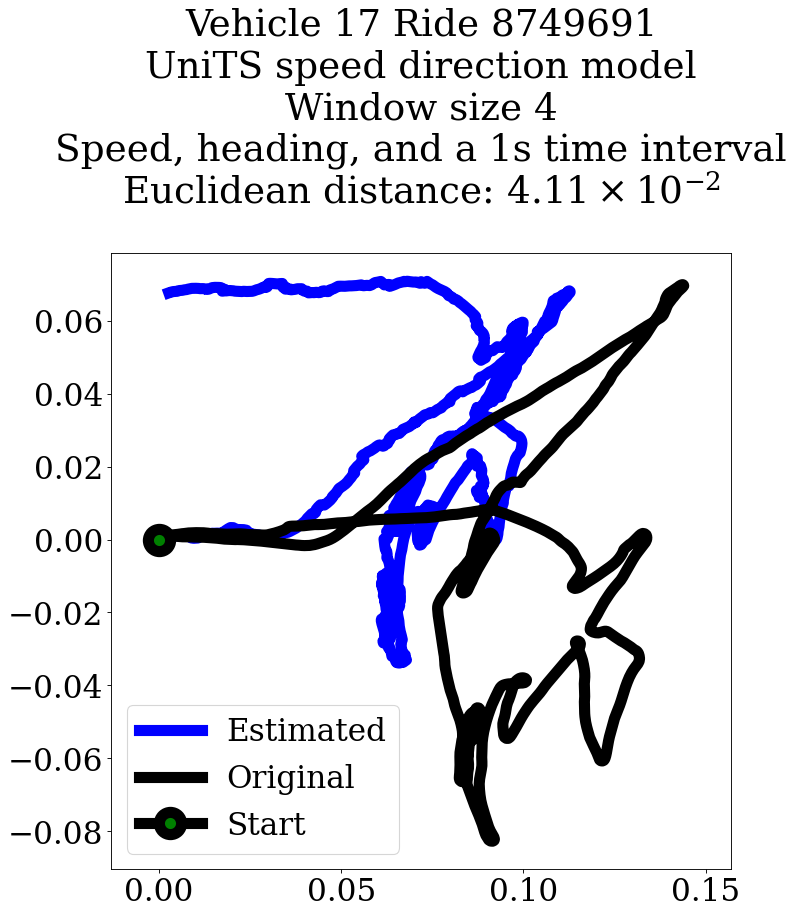 Vehicle 17 Ride 8749691
UniTS speed direction model
Window size 4
Speed, heading, and a 1s time interval
Euclidean distance: 4.11 × 10⁻²
0.06
0.04
0.02
0.00
−0.02
−0.04
−0.06
−0.08
Estimated
Original
Start
0.00 0.05 0.10 0.15